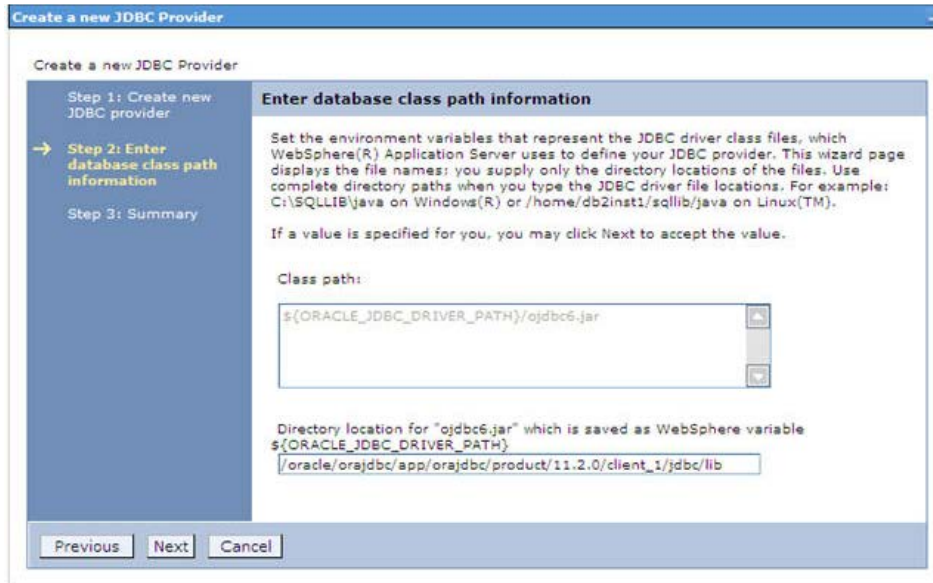 Create a new JDBC Provider
Create a new JDBC Provider
Step 1: Create new
JDBC provider
Step 2: Enter
database class path
information
Step 3: Summary
Enter database class path information
Set the environment variables that represent the JDBC driver class files, which
WebSphere(R) Application Server uses to define your JDBC provider. This wizard page
displays the file names; you supply only the directory locations of the files. Use
complete directory paths when you type the JDBC driver file locations. For example:
C:\SQLLIB\java on Windows(R) or /home/db2inst1/sqllib/java on Linux(TM).
If a value is specified for you, you may click Next to accept the value.
Class path:
${ORACLE_JDBC_DRIVER_PATH}/ojdbc6.jar
Directory location for "ojdbc6.jar" which is saved as WebSphere variable
${ORACLE_JDBC_DRIVER_PATH}
/oracle/orajdbc/app/orajdbc/product/11.2.0/client_1/jdbc/lib
Previous Next Cancel